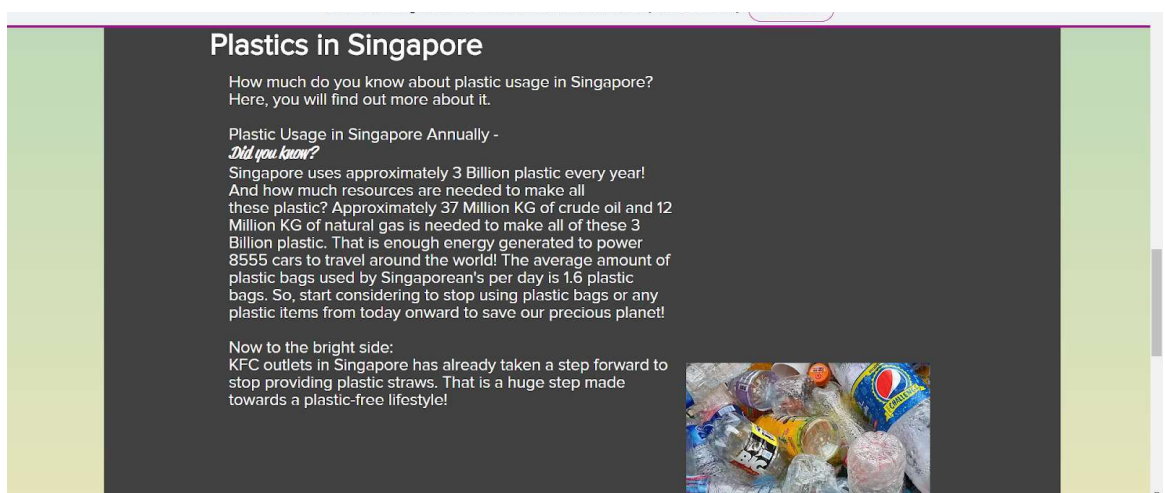 Plastics in Singapore
How much do you know about plastic usage in Singapore?
Here, you will find out more about it.
Plastic Usage in Singapore Annually -
Did you know?
Singapore uses approximately 3 Billion plastic every year!
And how much resources are needed to make all
these plastic? Approximately 37 Million KG of crude oil and 12
Million KG of natural gas is needed to make all of these 3
Billion plastic. That is enough energy generated to power
8555 cars to travel around the world! The average amount of
plastic bags used by Singaporean's per day is 1.6 plastic
bags. So, start considering to stop using plastic bags or any
plastic items from today onward to save our precious planet!
Now to the bright side:
KFC outlets in Singapore has already taken a step forward to
stop providing plastic straws. That is a huge step made
towards a plastic-free lifestyle!